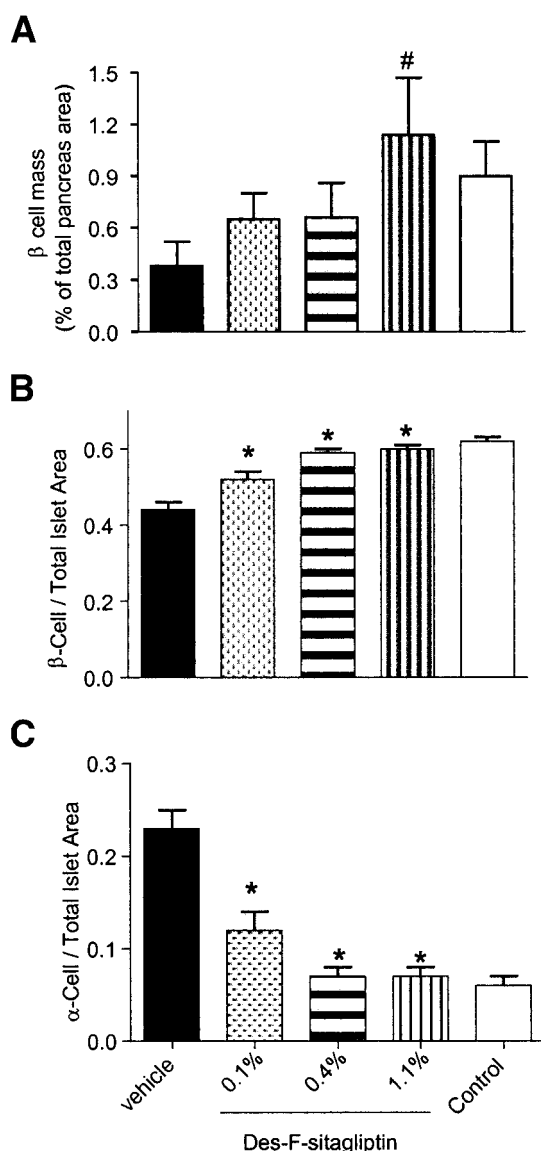 A
β cell mass
(% of total pancreas area)
1.5
1.2
0.9
0.6
0.3
0.0
#
B
β-Cell / Total Islet Area
0.6
0.4
0.2
0.0
*
*
*
C
α-Cell / Total Islet Area
0.3
0.2
0.1
0.0
*
*
*
vehicle
0.1%
0.4%
1.1%
Control
Des-F-sitagliptin